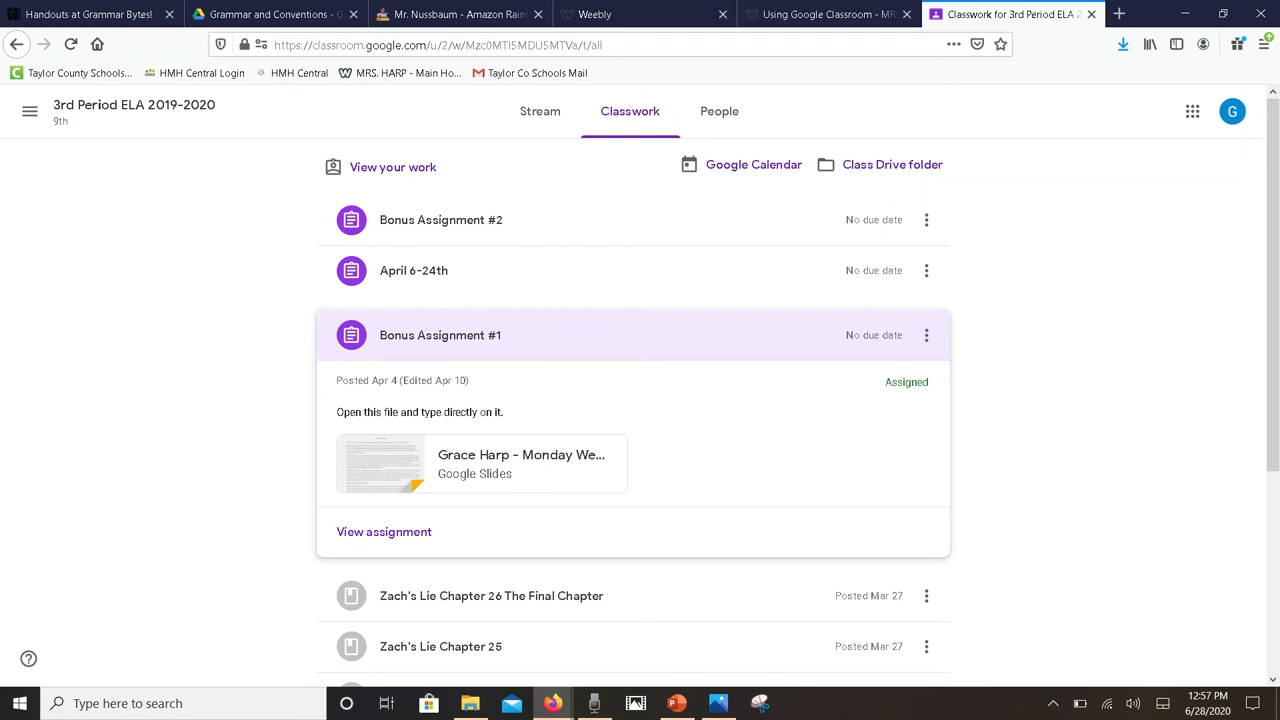 Handouts at Grammar Bytes!
Grammar and
Mr. Nussbaum - Amazon Rain
Weebly
Using Google Classroom - MR
Classwork for 3rd Period ELA 2
https://classroom.google.com/u/2/w/Mzc0MTI5MDU5MTVa/t/all
Taylor County Schools...
HMH Central Login
HMH Central
MRS. HARP - Main Ho...
Taylor Co Schools Mail
3rd Period ELA 2019-2020
9th
Stream
Classwork
People
G
View your work
Google Calendar
Class Drive folder
Bonus Assignment #2
No due date
April 6-24th
No due date
Bonus Assignment #1
No due date
Posted Apr 4 (Edited Apr 10)
Assigned
Open this file and type directly on it.
Grace Harp - Monday We...
Google Slides
View assignment
Zach's Lie Chapter 26 The Final Chapter
Posted Mar 27
Zach's Lie Chapter 25
Posted Mar 27
Type here to search
12:57 PM
6/28/2020